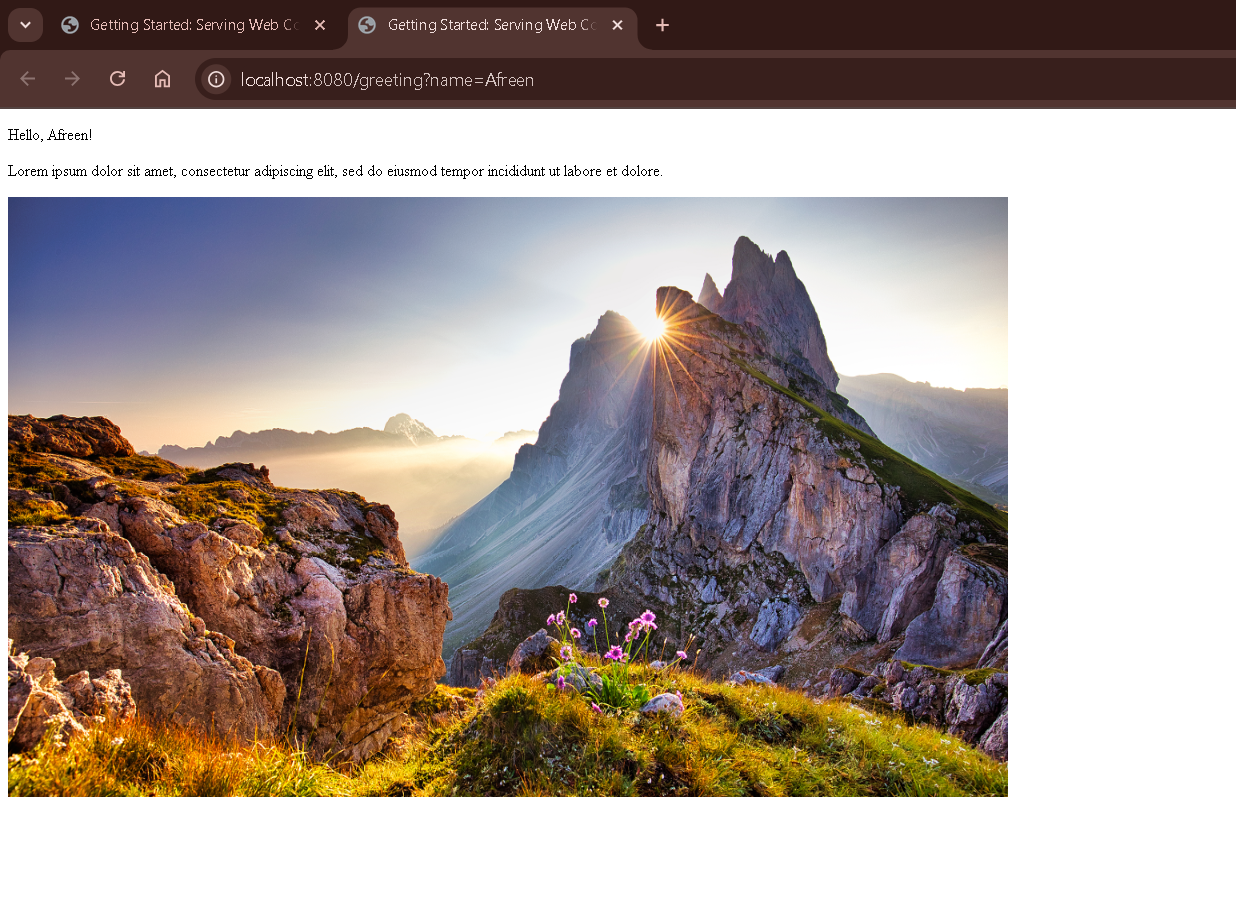 Getting Started: Serving Web Co
Getting Started: Serving Web Co
localhost:8080/greeting?name=Afreen
Hello, Afreen!
Lorem ipsum dolor sit amet, consectetur adipiscing elit, sed do eiusmod tempor incididunt ut labore et dolore.